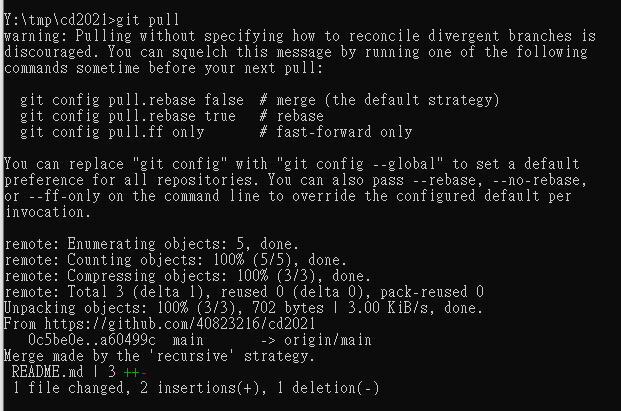 Y:\tmp\cd2021>git pull
warning: Pulling without specifying how to reconcile divergent branches is
discouraged. You can squelch this message by running one of the following
commands sometime before your next pull:

  git config pull.rebase false  # merge (the default strategy)
  git config pull.rebase true   # rebase
  git config pull.ff only       # fast-forward only

You can replace "git config" with "git config --global" to set a default
preference for all repositories. You can also pass --rebase, --no-rebase,
or --ff-only on the command line to override the configured default per
invocation.

remote: Enumerating objects: 5, done.
remote: Counting objects: 100% (5/5), done.
remote: Compressing objects: 100% (3/3), done.
remote: Total 3 (delta 1), reused 0 (delta 0), pack-reused 0
Unpacking objects: 100% (3/3), 702 bytes | 3.00 KiB/s, done.
From https://github.com/40823216/cd2021
   0c5be0e..a60499c  main       -> origin/main
Merge made by the 'recursive' strategy.
 README.md | 3 ++-
 1 file changed, 2 insertions(+), 1 deletion(-)